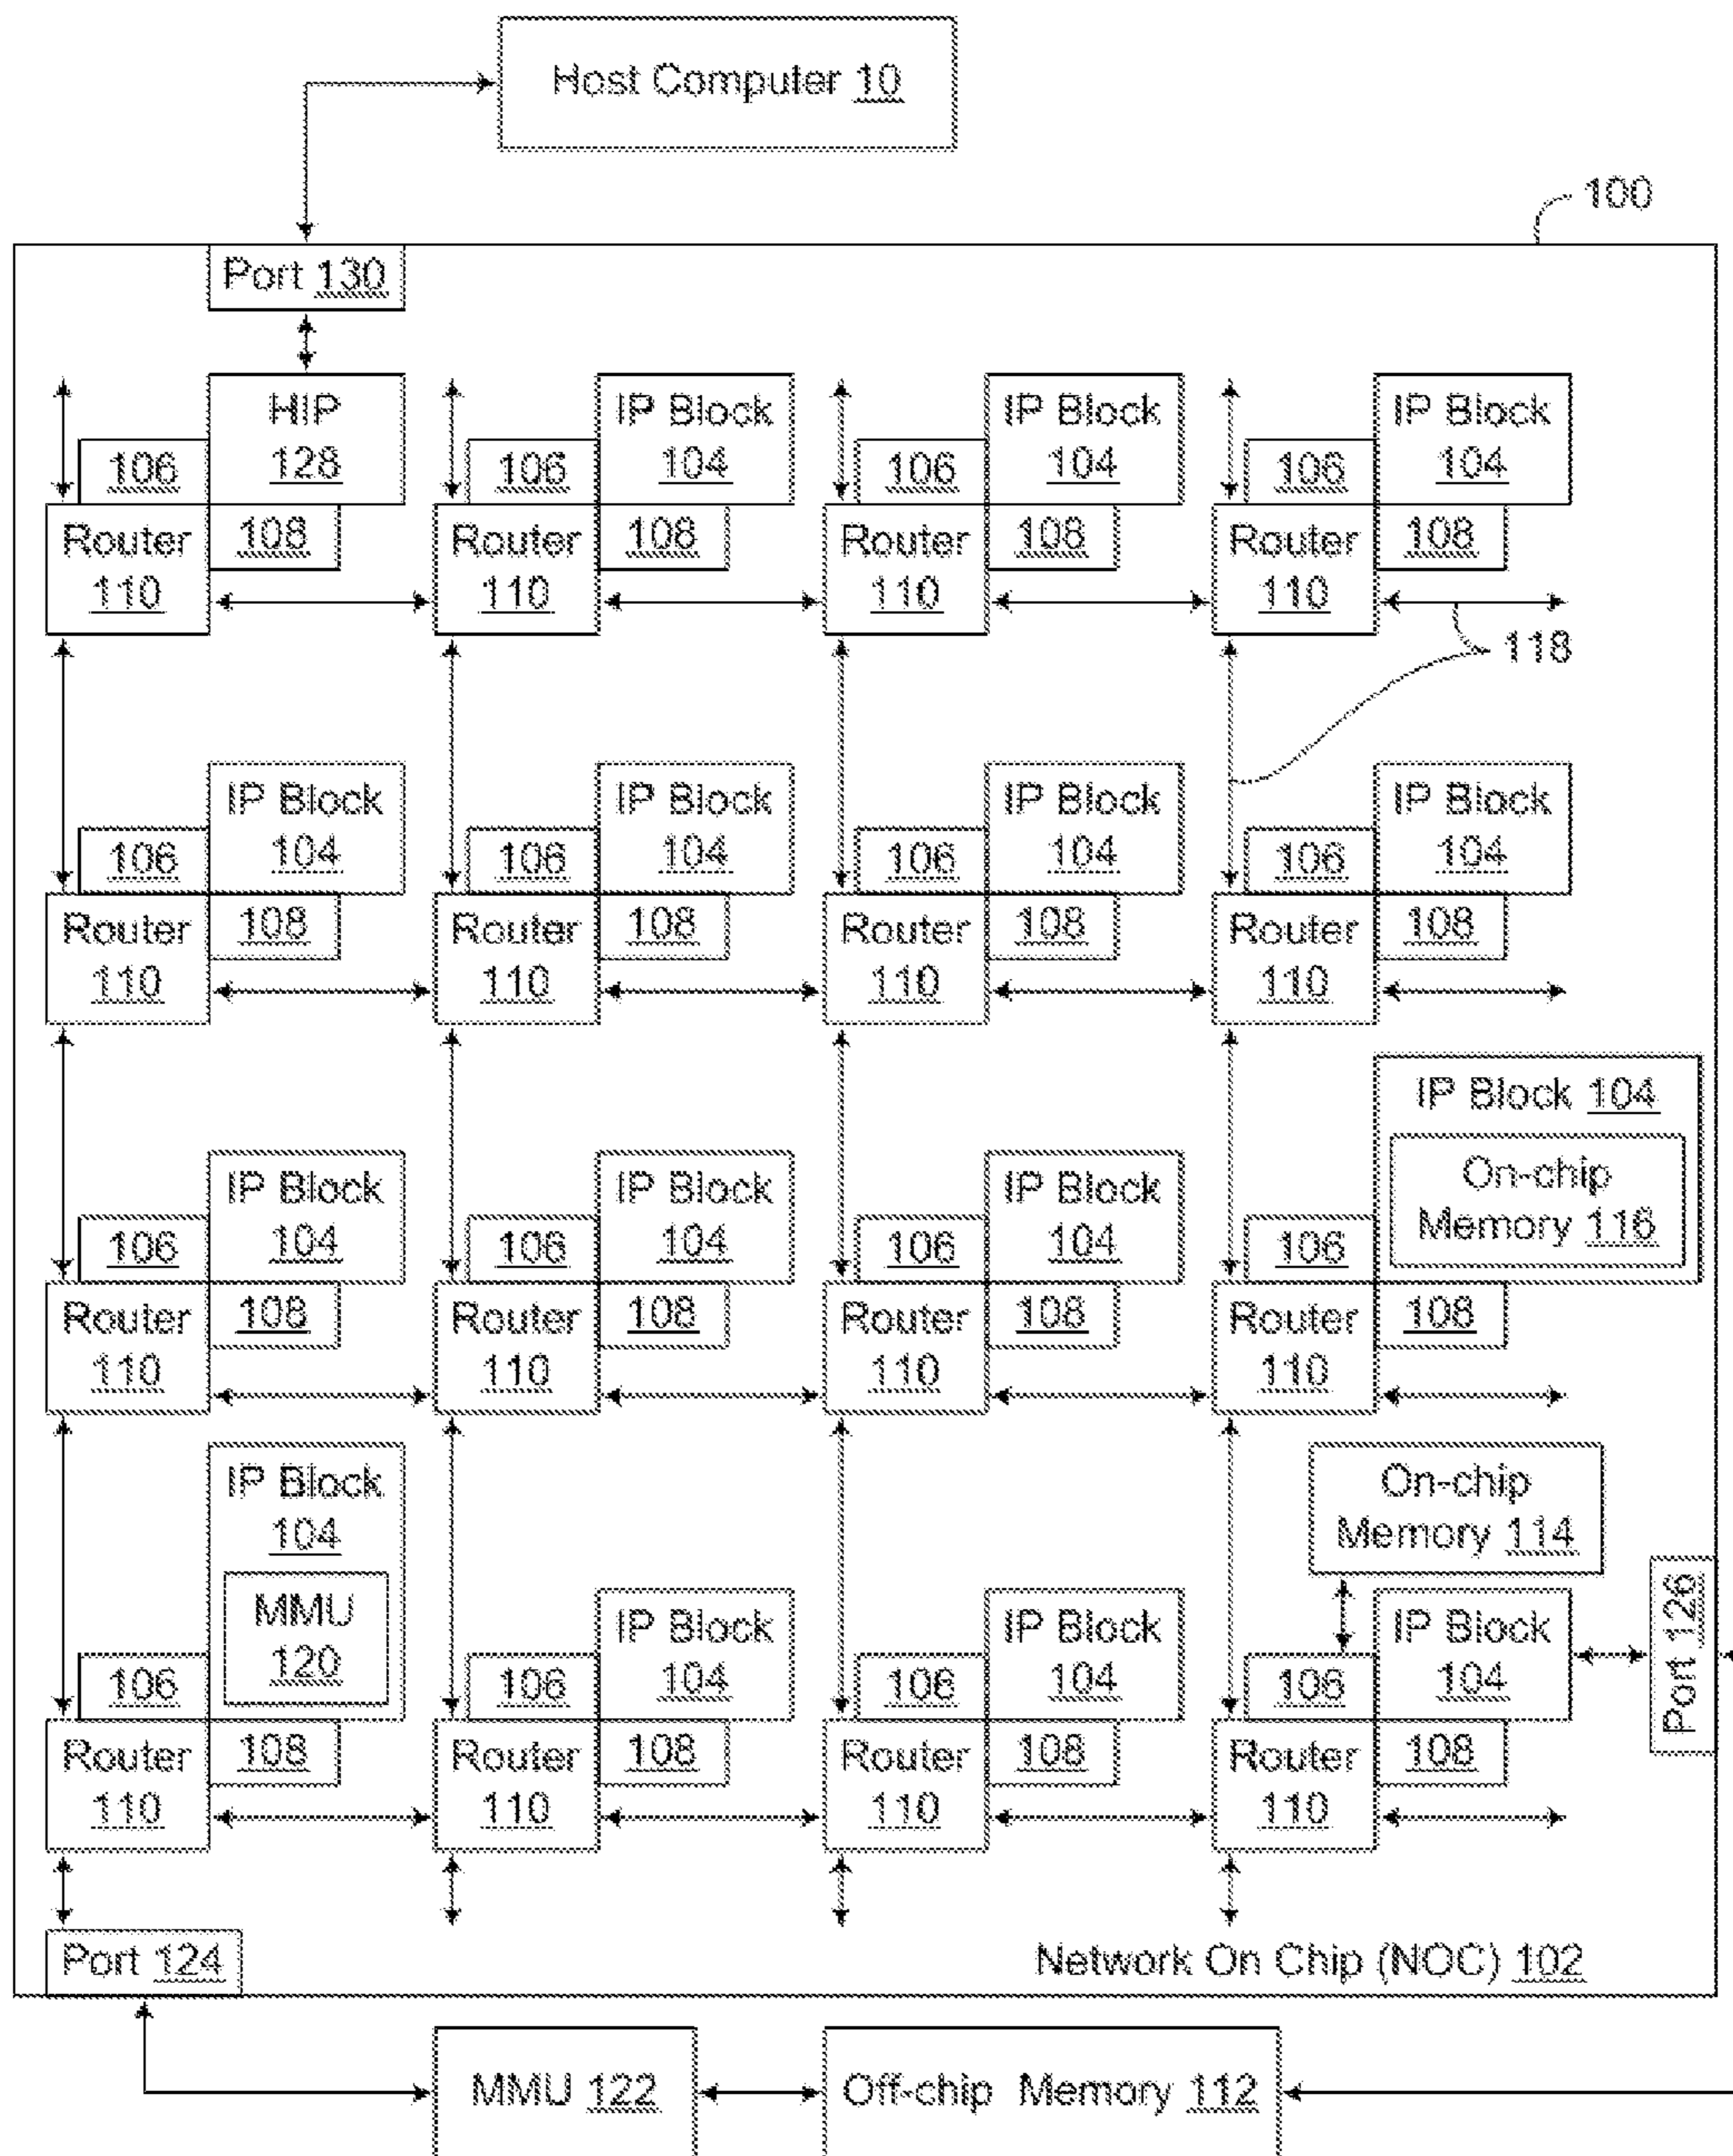 Host Computer 10
100
Port 130
HIP
128
106
Router
110
108
IP Block
104
106
Router
110
108
IP Block
104
106
Router
110
108
IP Block
104
106
Router
110
108
118
IP Block
104
106
Router
110
108
IP Block
104
106
Router
110
108
IP Block
104
106
Router
110
108
IP Block
104
106
Router
110
108
IP Block
104
106
Router
110
108
IP Block
104
106
Router
110
108
IP Block
104
106
Router
110
108
IP Block 104
On-chip
Memory 116
106
Router
110
108
IP Block
104
MMU
120
106
Router
110
108
IP Block
104
106
Router
110
108
IP Block
104
106
Router
110
108
On-chip
Memory 114
IP Block
104
106
Router
110
108
Port 126
Port 124
Network On Chip (NOC) 102
MMU 122
Off-chip Memory 112